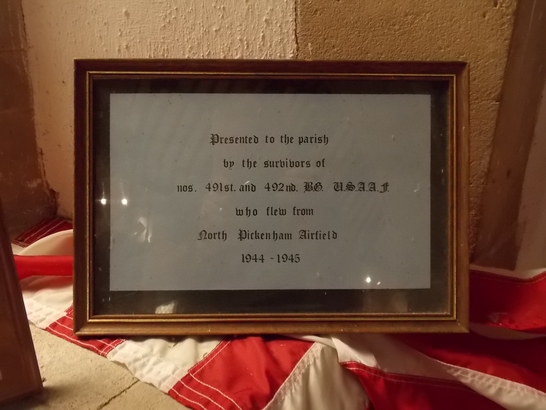 Presented to the parish
by the survivors of
nos. 491st. and 492nd. BG. U.S.A.A.F
who flew from
North Pickenham Airfield
1944 - 1945